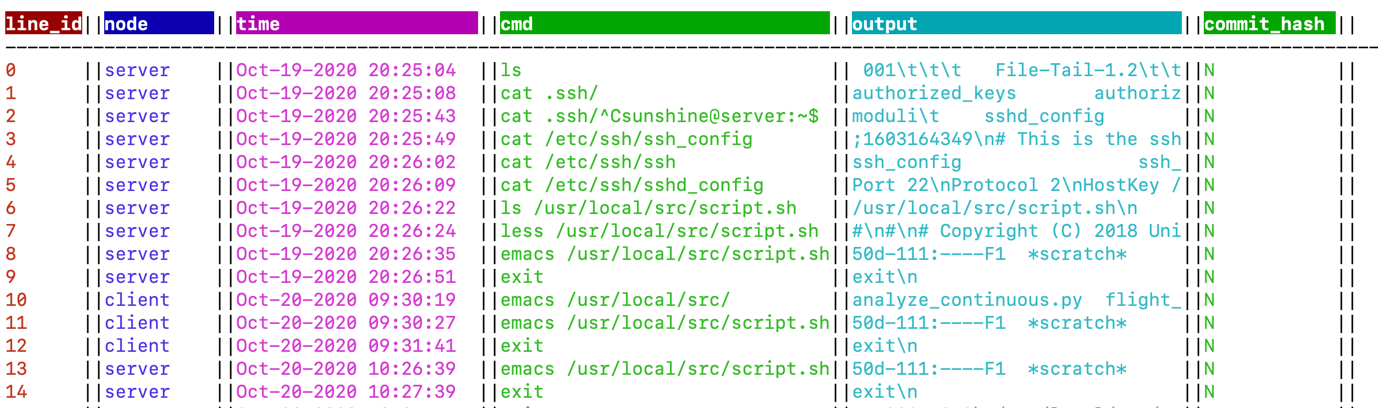 line_id||node ||time ||cmd ||output ||commit_hash ||
0 ||server ||Oct-19-2020 20:25:04 ||ls || 001\t\t\t File-Tail-1.2\t\t||N ||
1 ||server ||Oct-19-2020 20:25:08 ||cat .ssh/ ||authorized_keys authoriz||N ||
2 ||server ||Oct-19-2020 20:25:43 ||cat .ssh/^Csunshine@server:~$ ||moduli\t sshd_config ||N ||
3 ||server ||Oct-19-2020 20:25:49 ||cat /etc/ssh/ssh_config ||;1603164349\n# This is the ssh||N ||
4 ||server ||Oct-19-2020 20:26:02 ||cat /etc/ssh/ssh ||ssh_config ssh_||N ||
5 ||server ||Oct-19-2020 20:26:09 ||cat /etc/ssh/sshd_config ||Port 22\nProtocol 2\nHostKey /||N ||
6 ||server ||Oct-19-2020 20:26:22 ||ls /usr/local/src/script.sh ||/usr/local/src/script.sh\n ||N ||
7 ||server ||Oct-19-2020 20:26:24 ||less /usr/local/src/script.sh ||#\n#\n# Copyright (C) 2018 Uni||N ||
8 ||server ||Oct-19-2020 20:26:35 ||emacs /usr/local/src/script.sh||50d-111:----F1 *scratch* ||N ||
9 ||server ||Oct-19-2020 20:26:51 ||exit ||exit\n ||N ||
10 ||client ||Oct-20-2020 09:30:19 ||emacs /usr/local/src/ ||analyze_continuous.py flight_||N ||
11 ||client ||Oct-20-2020 09:30:27 ||emacs /usr/local/src/script.sh||50d-111:----F1 *scratch* ||N ||
12 ||client ||Oct-20-2020 09:31:41 ||exit ||exit\n ||N ||
13 ||server ||Oct-20-2020 10:26:39 ||emacs /usr/local/src/script.sh||50d-111:----F1 *scratch* ||N ||
14 ||server ||Oct-20-2020 10:27:39 ||exit ||exit\n ||N ||